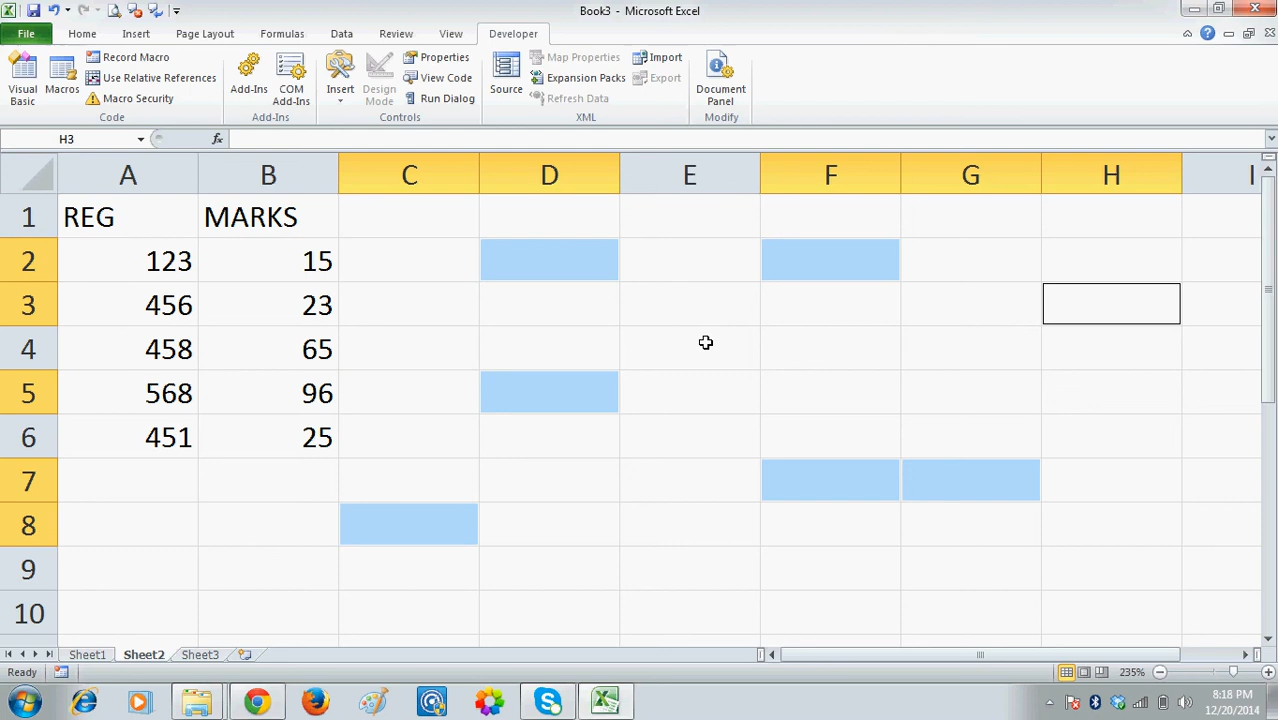 Book3 - Microsoft Excel
File Home Insert Page Layout Formulas Data Review View Developer
Visual Basic
Macros
Record Macro
Use Relative References
Macro Security
Code
Add-Ins
COM Add-Ins
Add-Ins
Insert
Design Mode
Properties
View Code
Run Dialog
Controls
Source
Map Properties
Expansion Packs
Refresh Data
Import
Export
XML
Document Panel
Modify
H3 fx
A B C D E F G H I
1 REG MARKS
2 123 15
3 456 23
4 458 65
5 568 96
6 451 25
7
8
9
10
Sheet1 Sheet2 Sheet3
Ready 235%
8:18 PM
12/20/2014